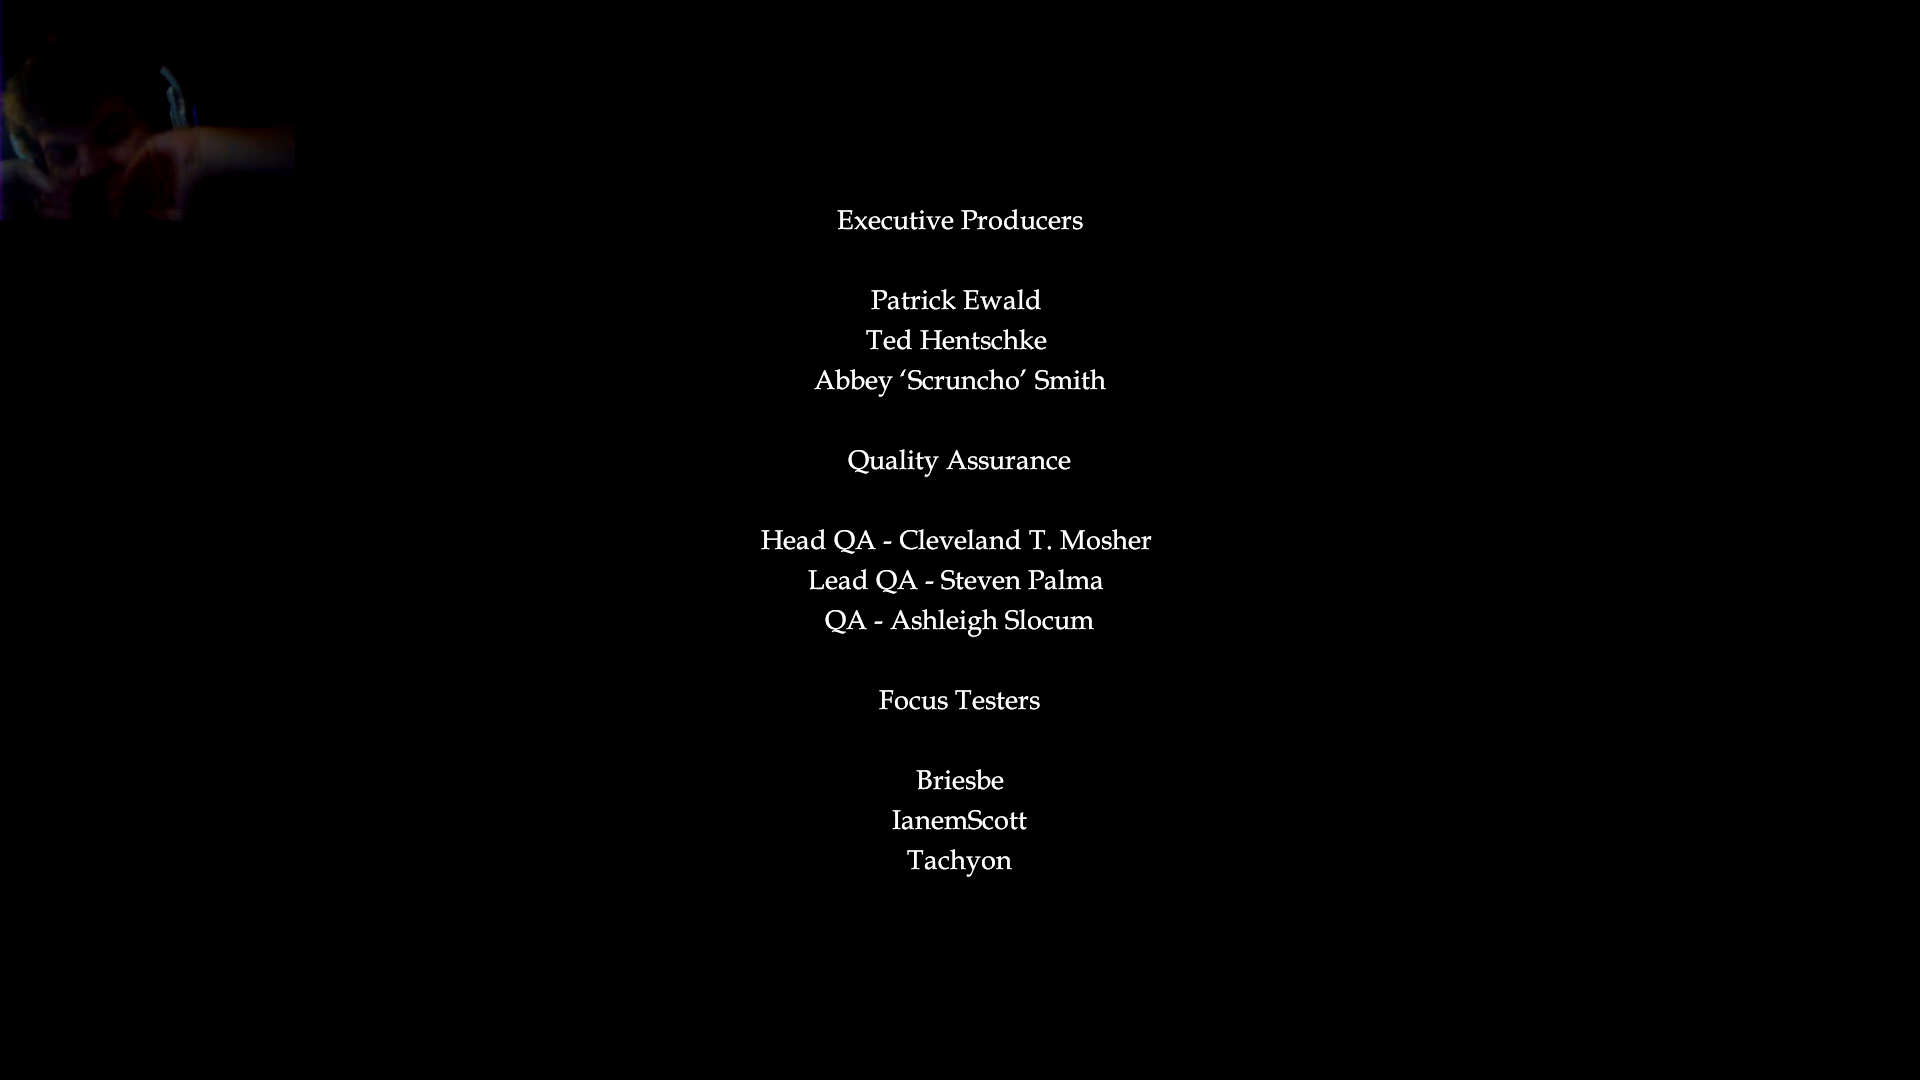 Executive Producers
Patrick Ewald
Ted Hentschke
Abbey ‘Scruncho’ Smith
Quality Assurance
Head QA - Cleveland T. Mosher
Lead QA - Steven Palma
QA - Ashleigh Slocum
Focus Testers
Briesbe
IanemScott
Tachyon